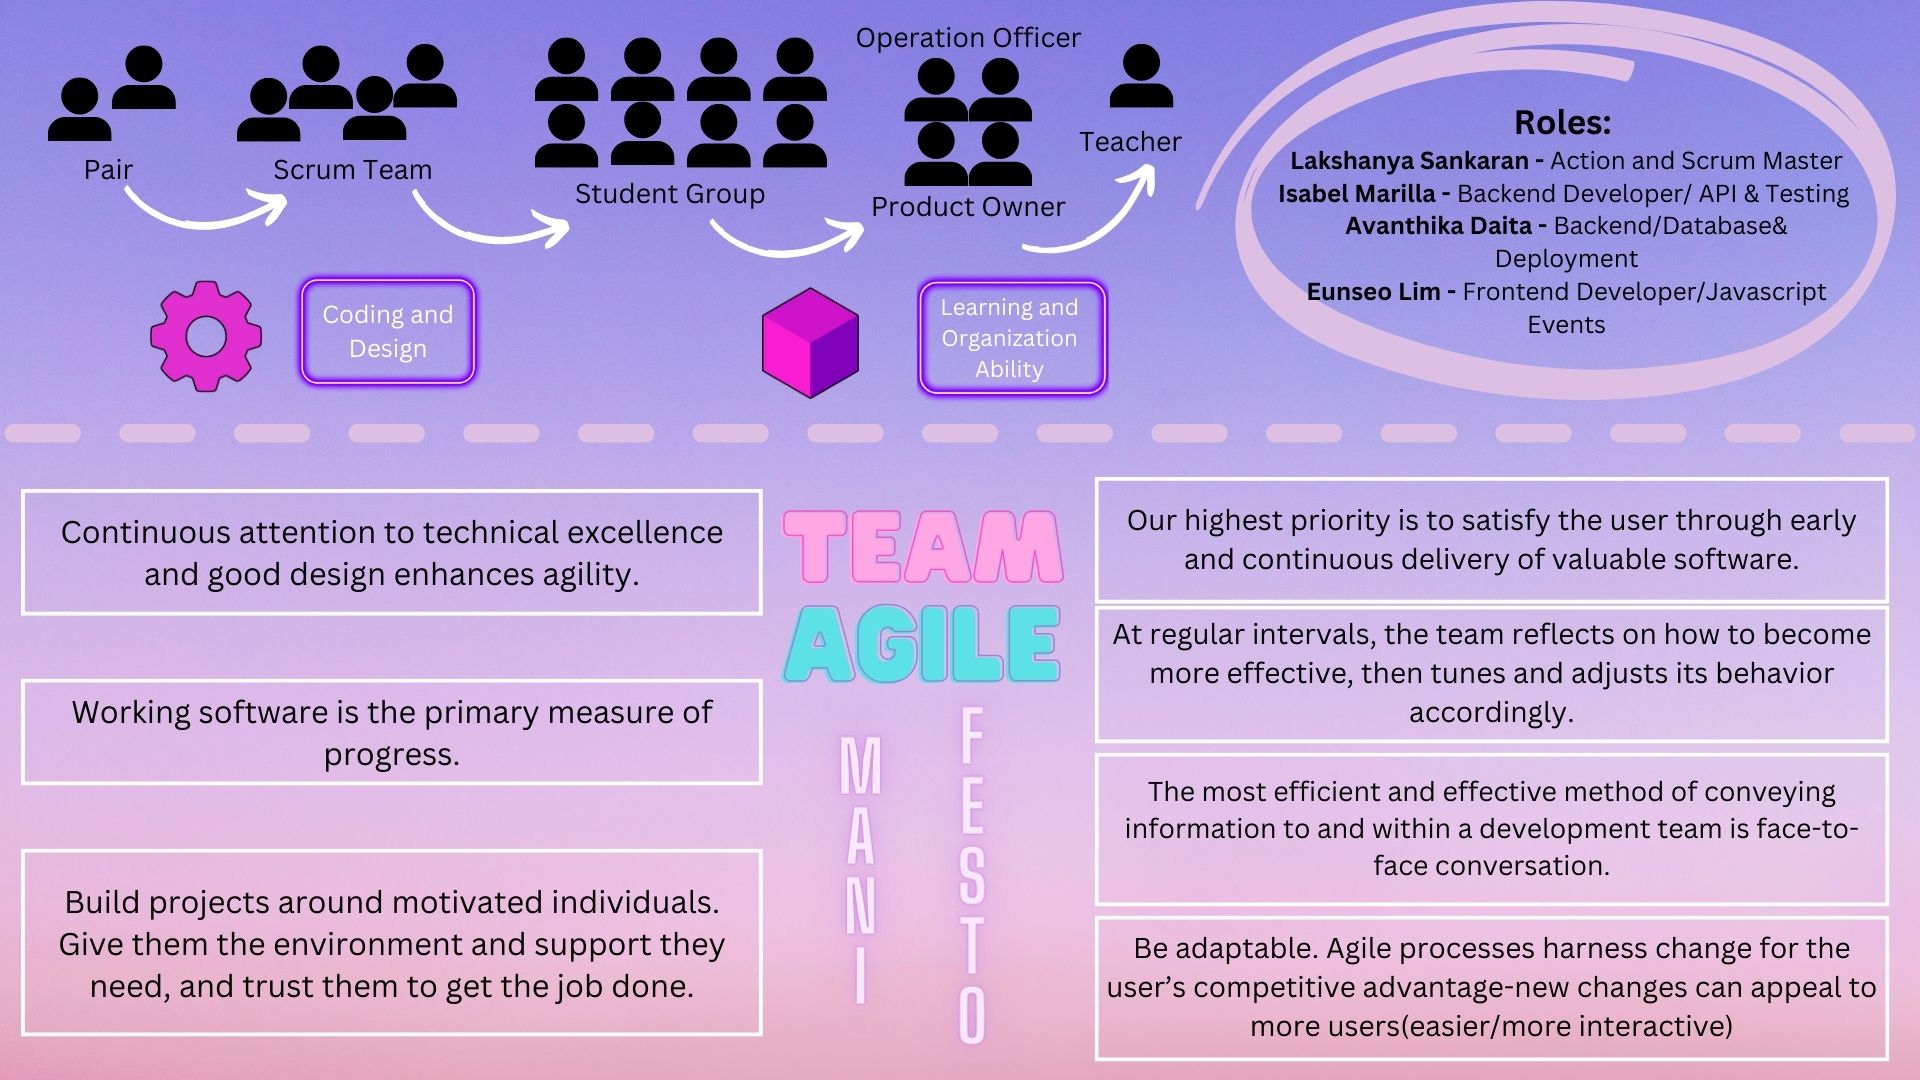 Operation Officer
Pair
Scrum Team
Student Group
Product Owner
Teacher
Coding and
Design
Learning and
Organization
Ability
Roles:
Lakshanya Sankaran - Action and Scrum Master
Isabel Marilla - Backend Developer/ API & Testing
Avanthika Daita - Backend/Database&
Deployment
Eunseo Lim - Frontend Developer/Javascript
Events
Continuous attention to technical excellence
and good design enhances agility.
Working software is the primary measure of
progress.
Build projects around motivated individuals.
Give them the environment and support they
need, and trust them to get the job done.
TEAM
AGILE
MANI
FESTO
Our highest priority is to satisfy the user through early
and continuous delivery of valuable software.
At regular intervals, the team reflects on how to become
more effective, then tunes and adjusts its behavior
accordingly.
The most efficient and effective method of conveying
information to and within a development team is face-to-
face conversation.
Be adaptable. Agile processes harness change for the
user’s competitive advantage-new changes can appeal to
more users(easier/more interactive)